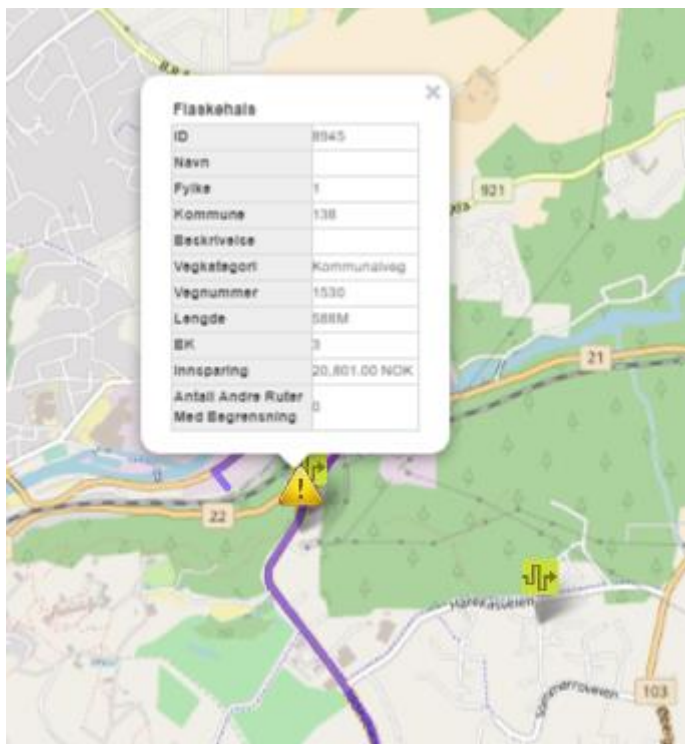 ×
Flaskehals
ID 8945
Navn
Fylke 1
Kommune 138
Beskrivelse
Vegkategori Kommunalveg
Vegnummer 1530
Lengde 588M
BK 3
Innsparing 20,801.00 NOK
Antall Andre Ruter
Med Begrensning 0
921
21
22
!
103